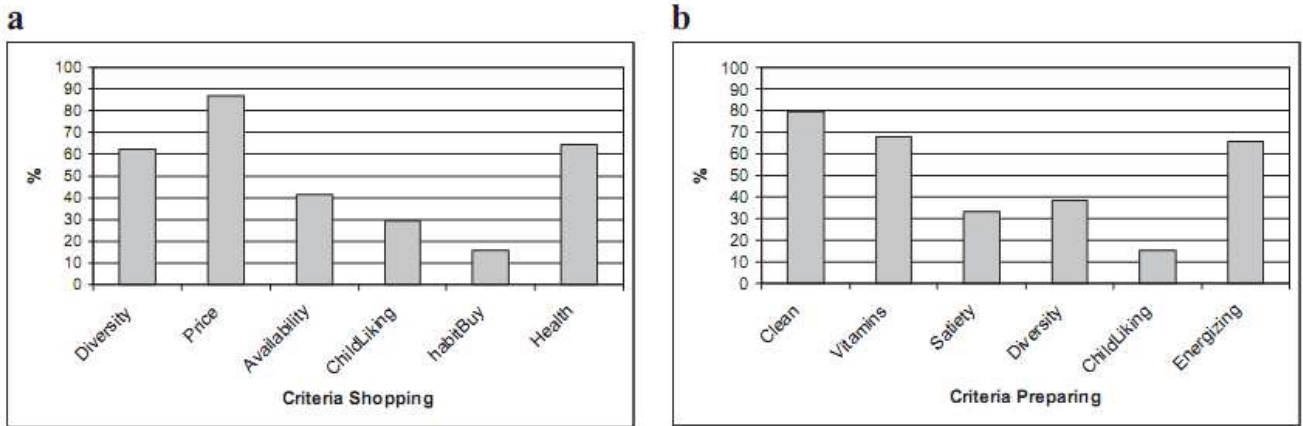 a
100
90
80
70
60
50
40
30
20
10
0
%
Diversity
Price
Availability
ChildLiking
habitBuy
Health
Criteria Shopping
b
100
90
80
70
60
50
40
30
20
10
0
%
Clean
Vitamins
Satiety
Diversity
ChildLiking
Energizing
Criteria Preparing